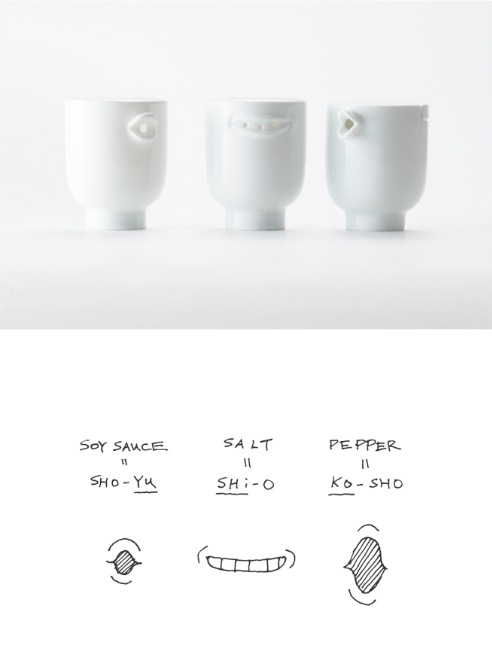 SOY SAUCE
SALT
PEPPER
=
=
=
SHO-YU
SHi-O
KO-SHO